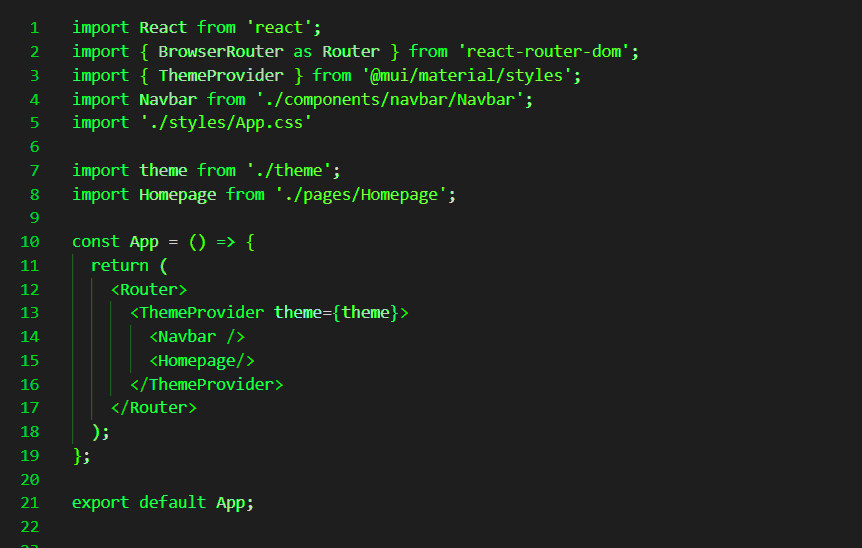 1 import React from 'react';
2 import { BrowserRouter as Router } from 'react-router-dom';
3 import { ThemeProvider } from '@mui/material/styles';
4 import Navbar from './components/navbar/Navbar';
5 import './styles/App.css'
6
7 import theme from './theme';
8 import Homepage from './pages/Homepage';
9
10 const App = () => {
11   return (
12     <Router>
13       <ThemeProvider theme={theme}>
14         <Navbar />
15         <Homepage/>
16       </ThemeProvider>
17     </Router>
18   );
19 };
20
21 export default App;
22
23